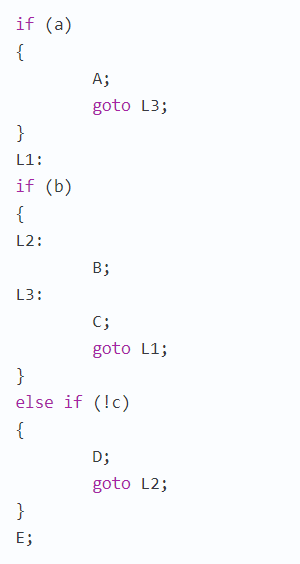 if (a)
{
        A;
        goto L3;
}
L1:
if (b)
{
L2:
        B;
L3:
        C;
        goto L1;
}
else if (!c)
{
        D;
        goto L2;
}
E;